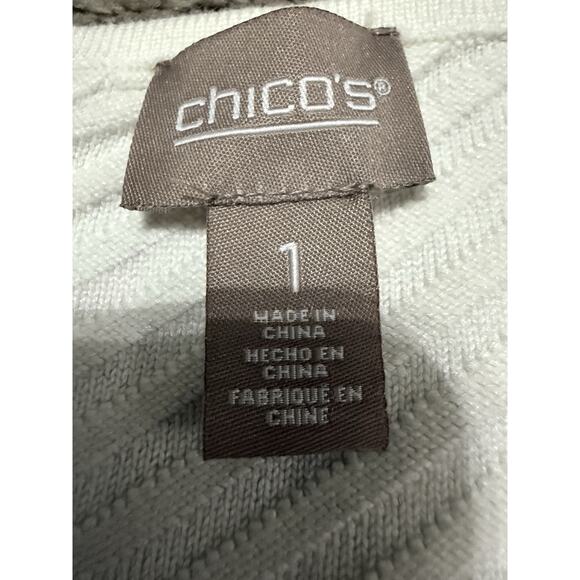 chico's®
1
MADE IN
CHINA
HECHO EN
CHINA
FABRIQUÉ EN
CHINE